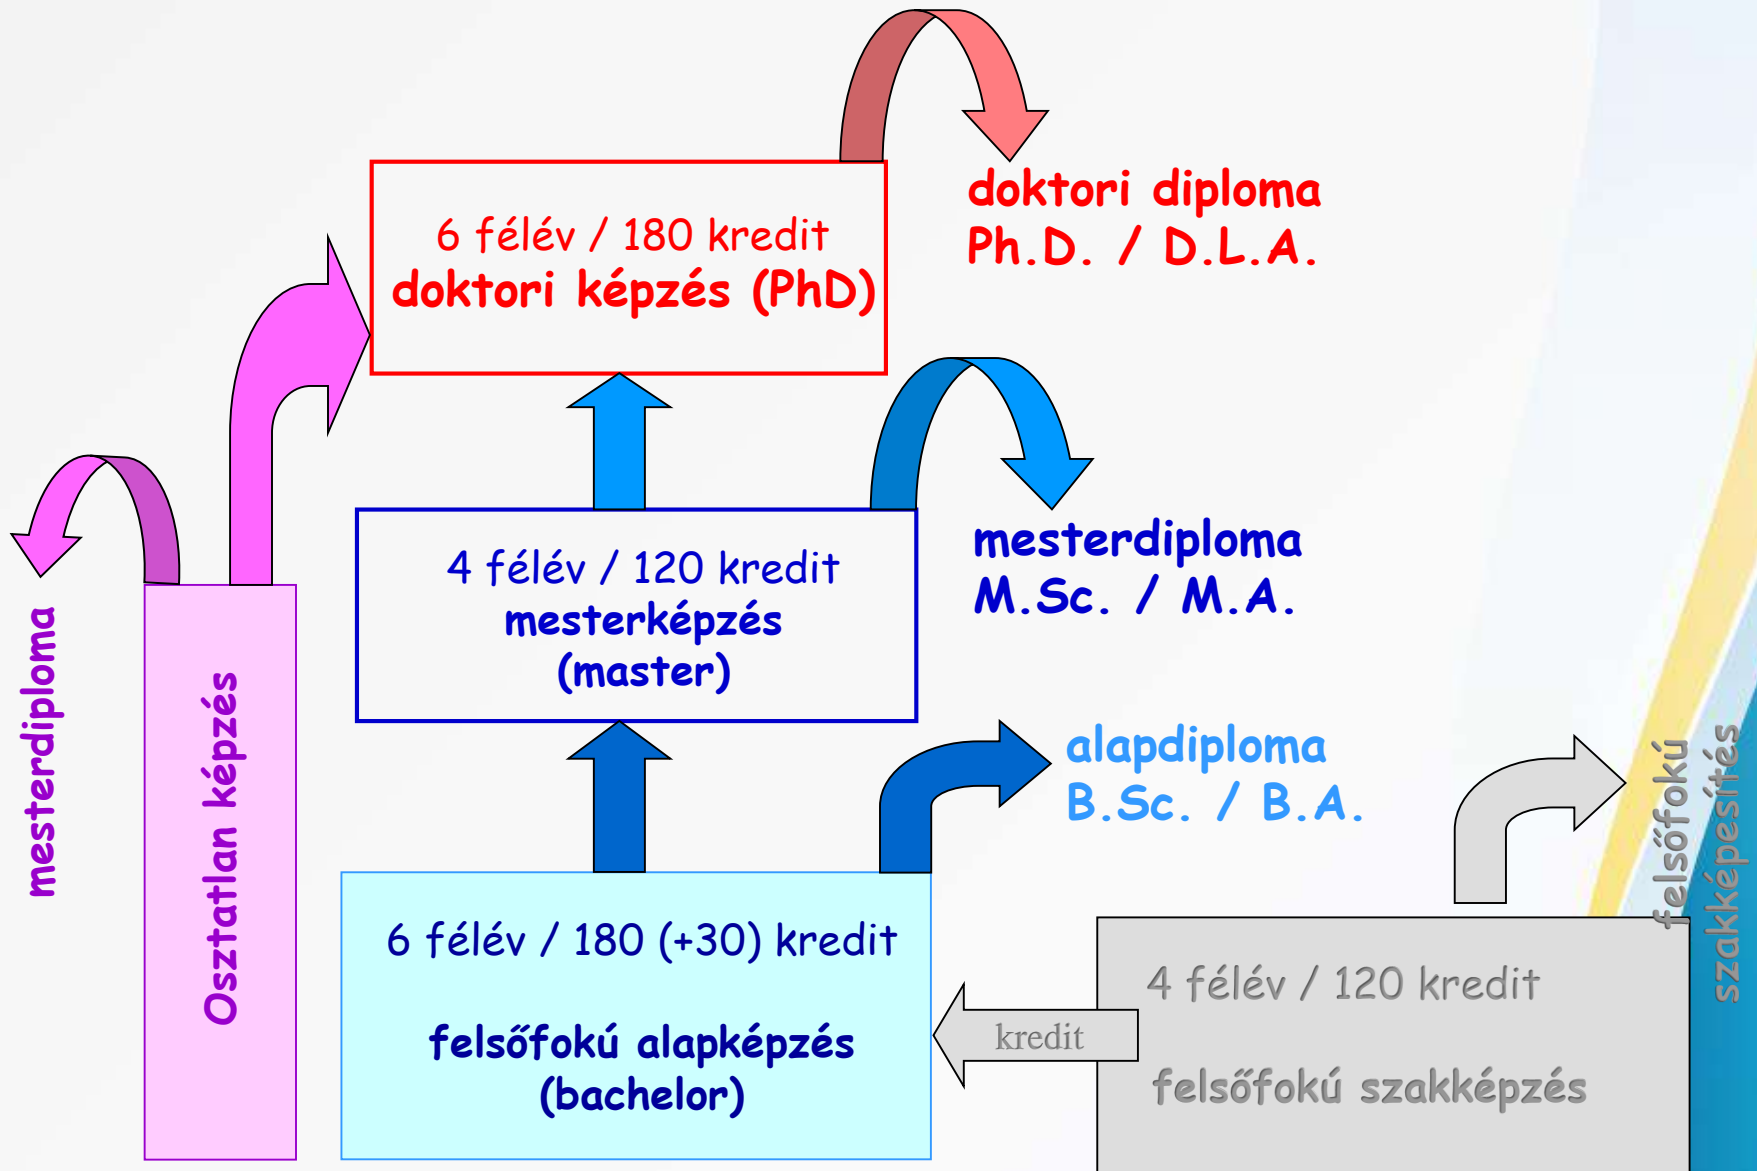 6 félév / 180 kredit
doktori képzés (PhD)
doktori diploma
Ph.D. / D.L.A.
4 félév / 120 kredit
mesterképzés
(master)
mesterdiploma
M.Sc. / M.A.
mesterdiploma
Osztatlan képzés
alapdiploma
B.Sc. / B.A.
6 félév / 180 (+30) kredit
felsőfokú alapképzés
(bachelor)
kredit
4 félév / 120 kredit
felsőfokú szakképzés
felsőfokú
szakképesítés